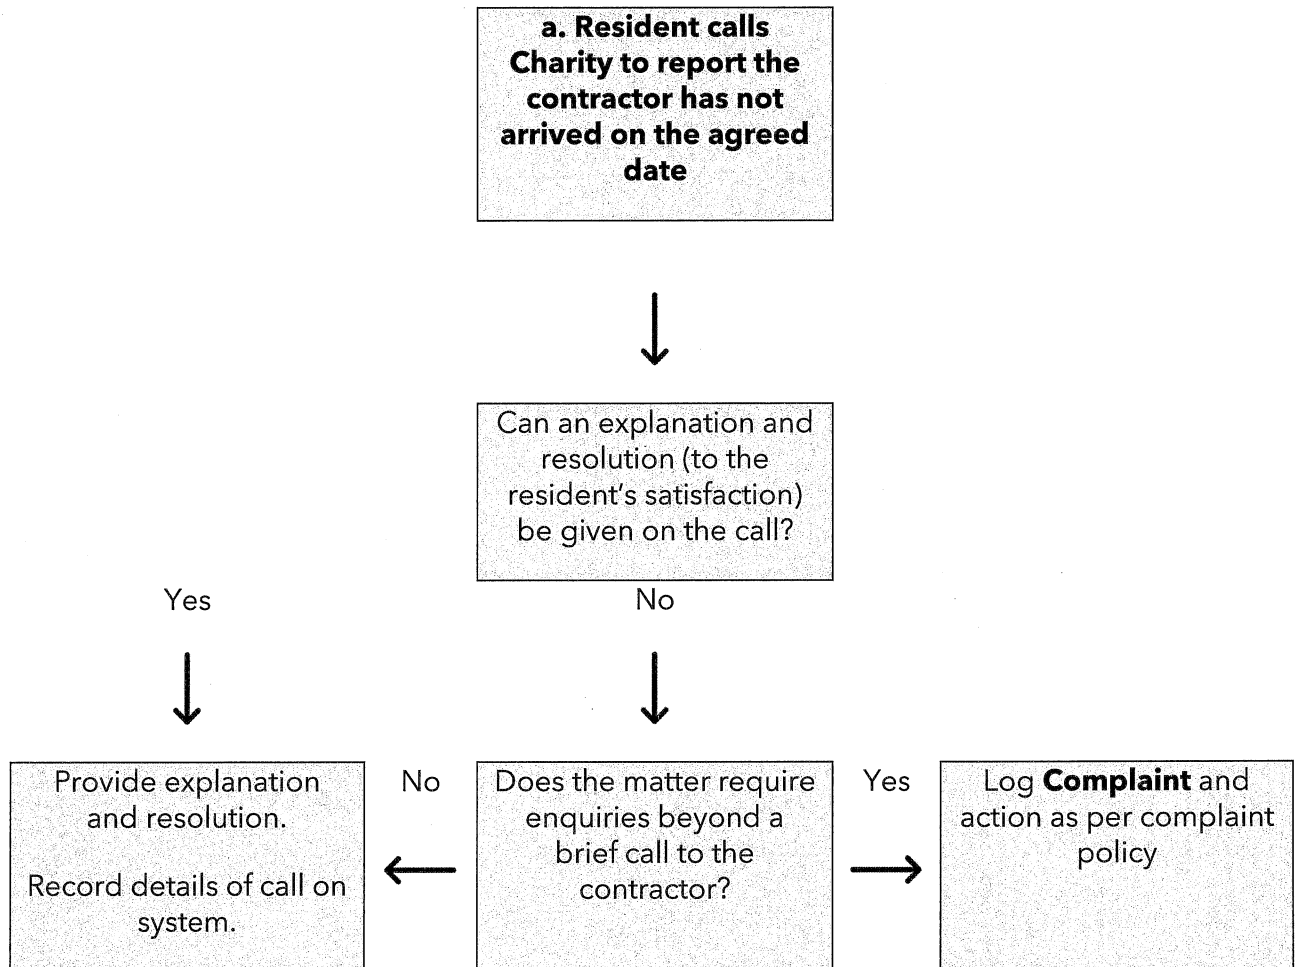 a. Resident calls
Charity to report the
contractor has not
arrived on the agreed
date
Can an explanation and
resolution (to the
resident's satisfaction)
be given on the call?
Yes
No
Provide explanation
and resolution.
Record details of call on
system.
No
Does the matter require
enquiries beyond a
brief call to the
contractor?
Yes
Log Complaint and
action as per complaint
policy